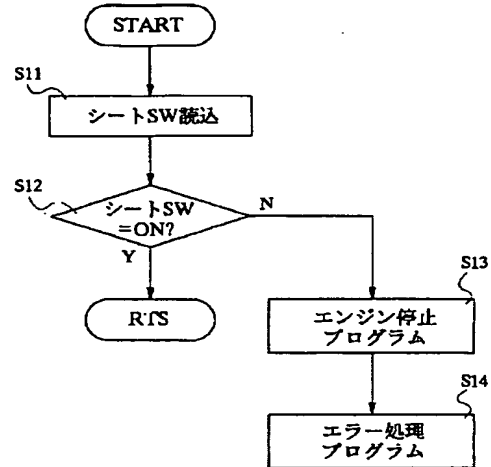 START
S11
シートSW読込
S12
シートSW
=ON?
N
Y
RTS
S13
エンジン停止
プログラム
S14
エラー処理
プログラム